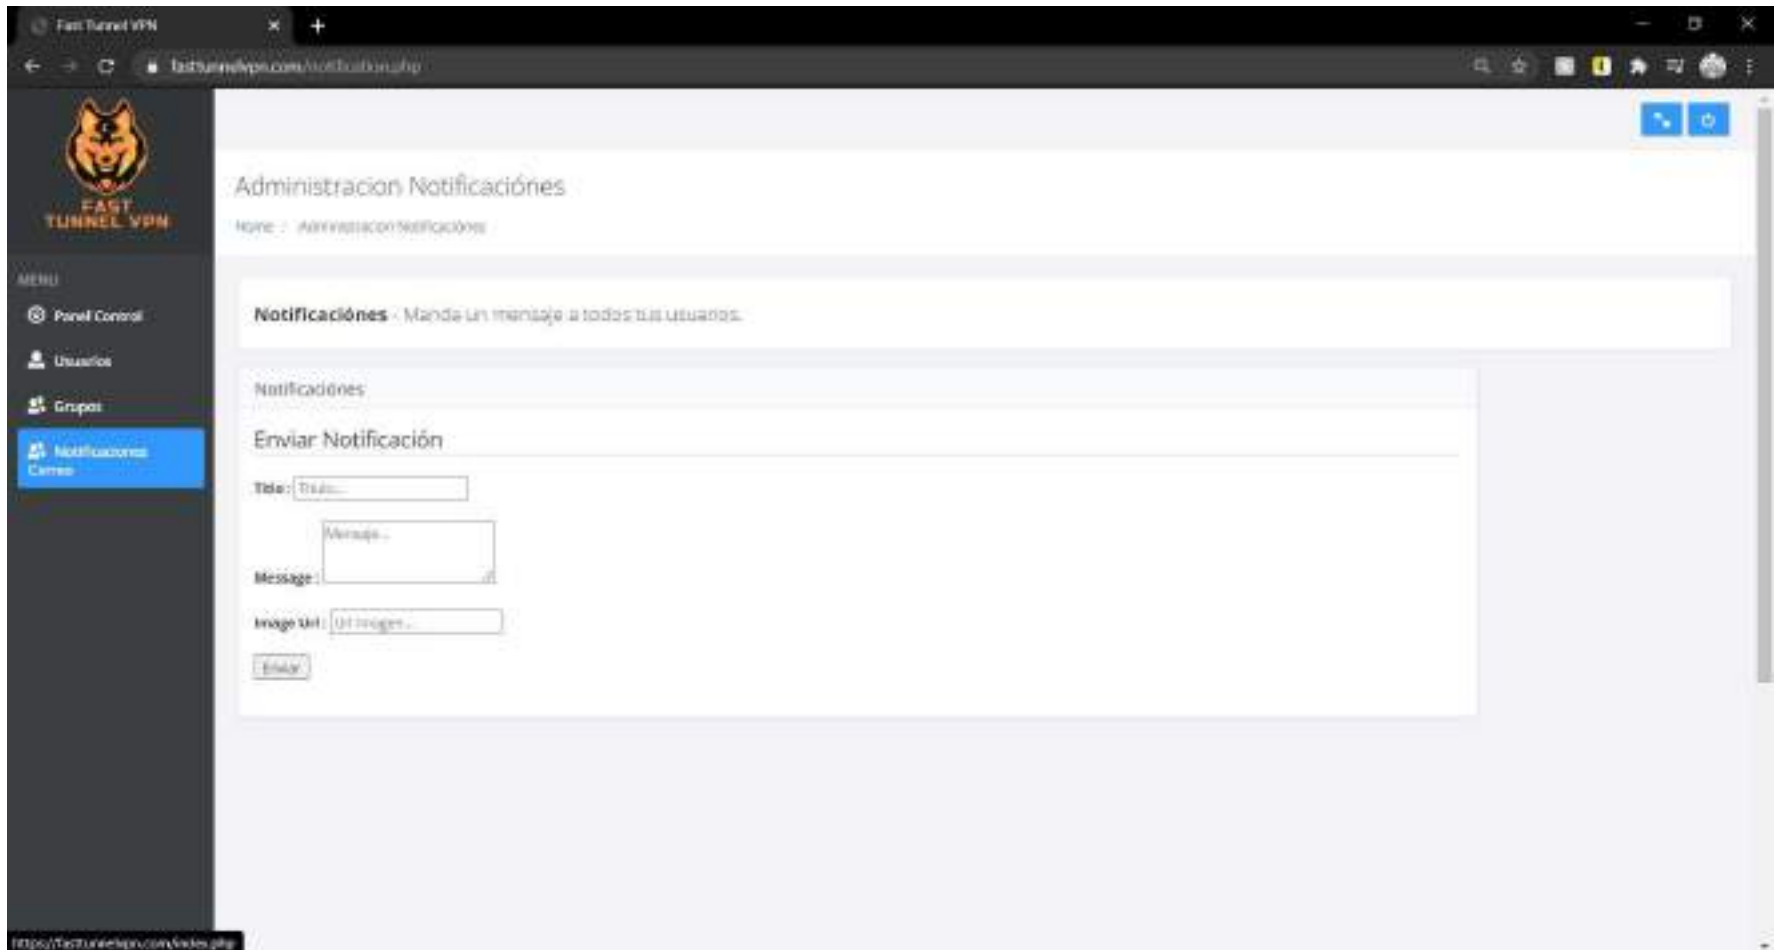 Fast Tunnel VPN
fasttunnelvpn.com/notification.php
FAST
TUNNEL VPN
Administracion Notificaciónes
Home / Administracion Notificaciónes
MENU
Panel Control
Usuarios
Grupos
Notificaciones
Correo
Notificaciónes - Manda un mensaje a todos tus usuarios.
Notificaciónes
Enviar Notificación
Title : Titulo...
Message : Mensaje...
Image Url : Url Imagen...
Enviar
https://fasttunnelvpn.com/index.php